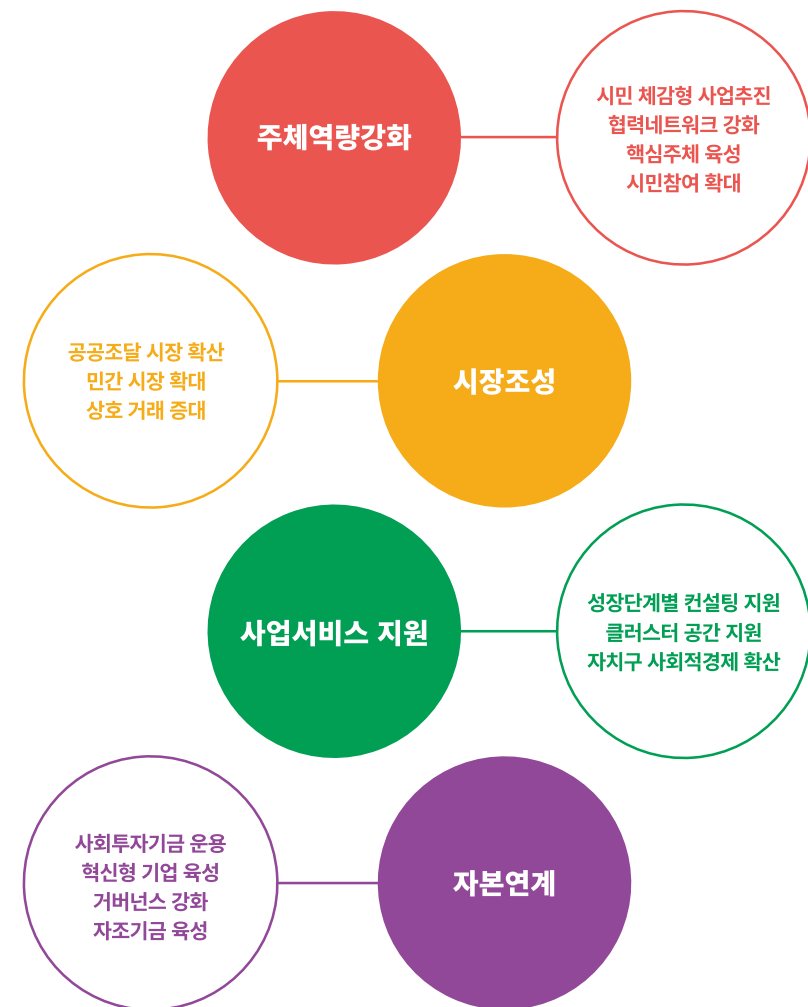 주체역량강화
시민 체감형 사업추진
협력네트워크 강화
핵심주체 육성
시민참여 확대
공공조달 시장 확산
민간 시장 확대
상호 거래 증대
시장조성
사업서비스 지원
성장단계별 컨설팅 지원
클러스터 공간 지원
자치구 사회적경제 확산
사회투자기금 운용
혁신형 기업 육성
거버넌스 강화
자조기금 육성
자본연계